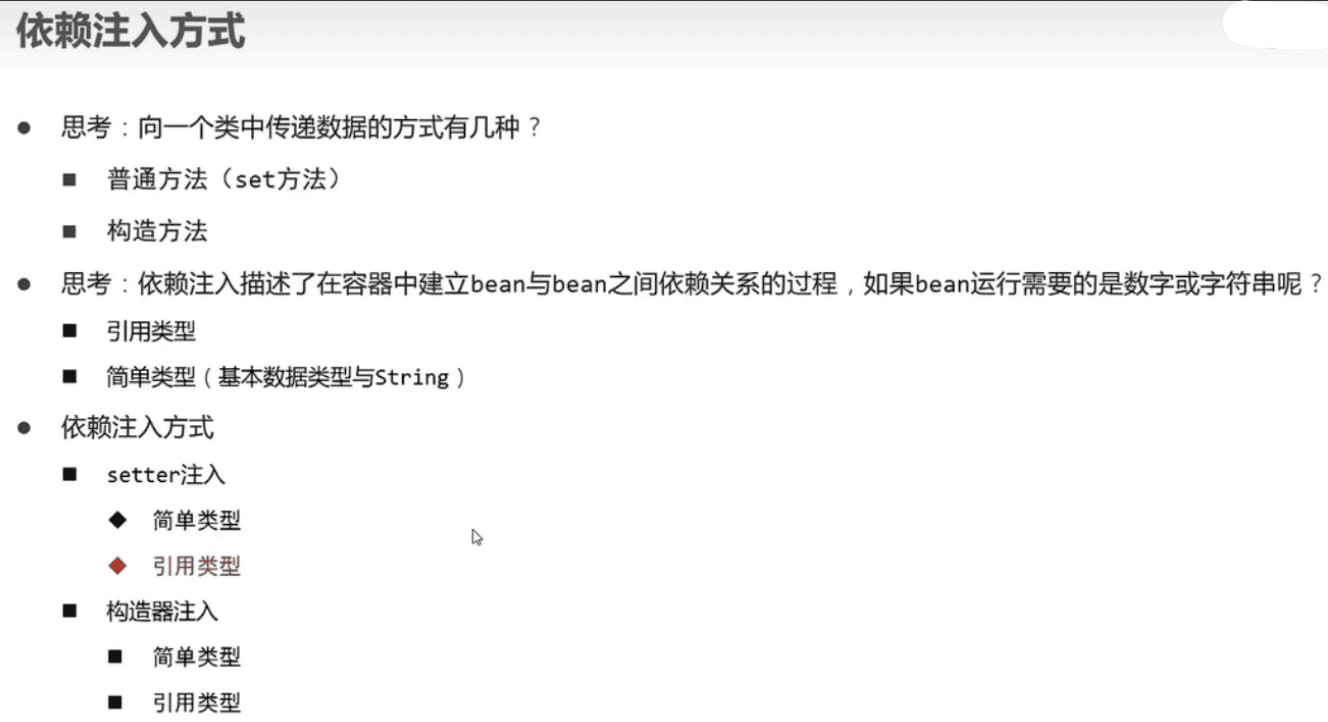 依赖注入方式
思考：向一个类中传递数据的方式有几种？
普通方法（set方法）
构造方法
思考：依赖注入描述了在容器中建立bean与bean之间依赖关系的过程，如果bean运行需要的是数字或字符串呢？
引用类型
简单类型（基本数据类型与String）
依赖注入方式
setter注入
简单类型
引用类型
构造器注入
简单类型
引用类型